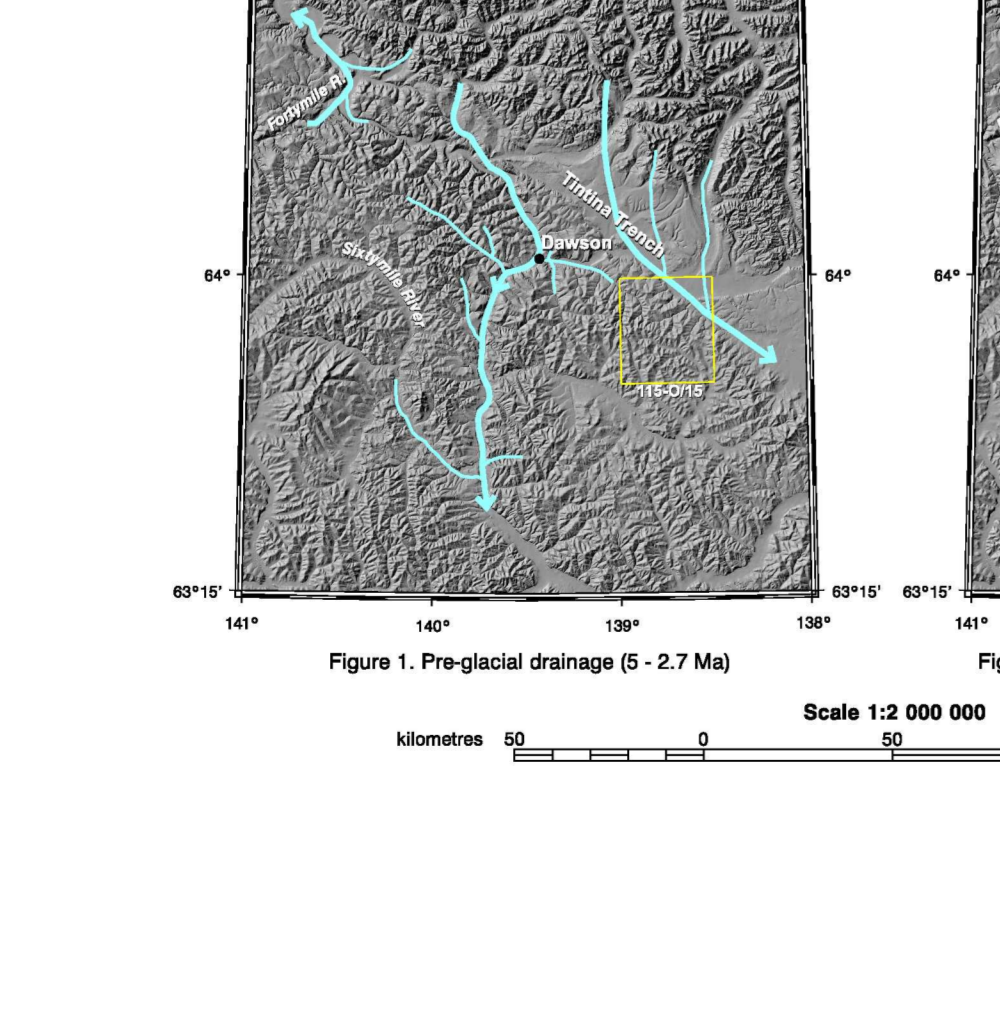 Fortymile R.
Tintina Trench
Dawson
Sixtymile River
64°
64°
64°
115-O/15
63°15'
63°15'
63°15'
141°
140°
139°
138°
141°
Figure 1. Pre-glacial drainage (5 - 2.7 Ma)
Fig
Scale 1:2 000 000
kilometres 50 0 50